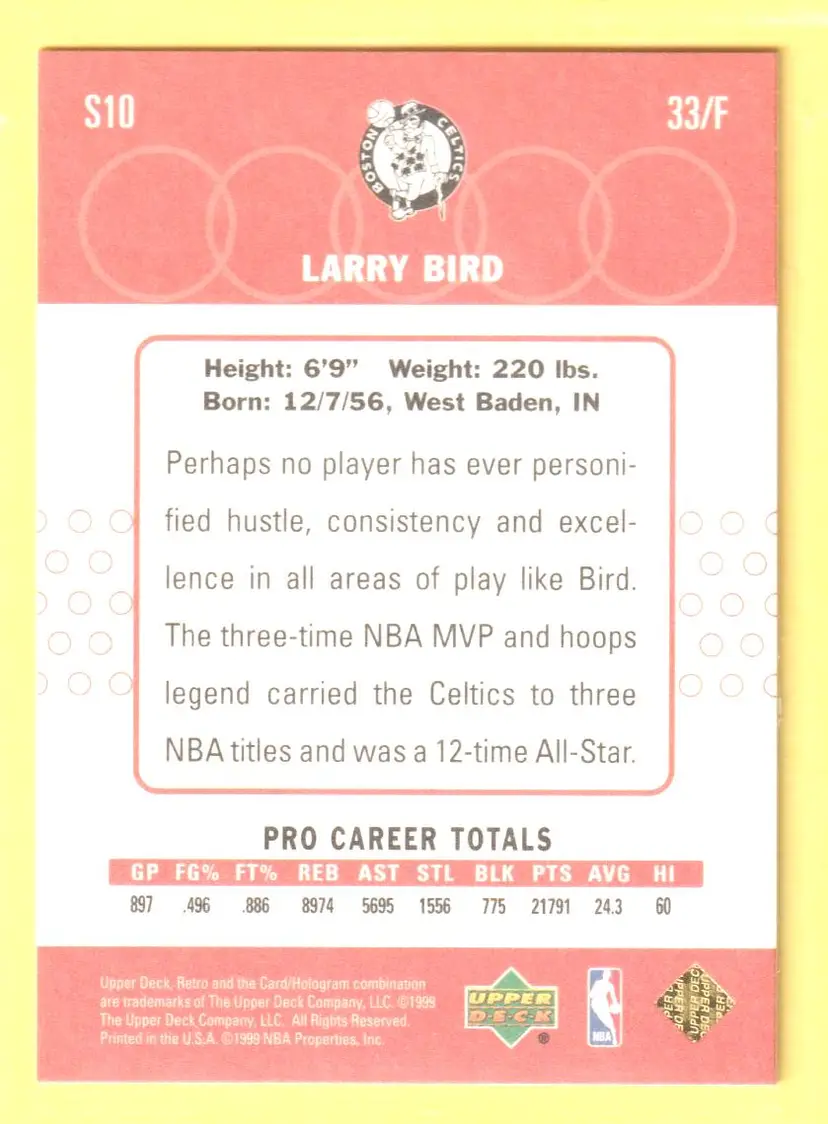 S10
33/F
BOSTON CELTICS
LARRY BIRD
Height: 6'9” Weight: 220 lbs.
Born: 12/7/56, West Baden, IN
Perhaps no player has ever personi-
fied hustle, consistency and excel-
lence in all areas of play like Bird.
The three-time NBA MVP and hoops
legend carried the Celtics to three
NBA titles and was a 12-time All-Star.
PRO CAREER TOTALS
GP FG% FT% REB AST STL BLK PTS AVG HI
897 .496 .886 8974 5695 1556 775 21791 24.3 60
Upper Deck, Retro and the Card/Hologram combination
are trademarks of The Upper Deck Company, LLC. ©1999
The Upper Deck Company, LLC. All Rights Reserved.
Printed in the U.S.A. ©1999 NBA Properties, Inc.
UPPER
DECK
®
NBA
UPPER DECK